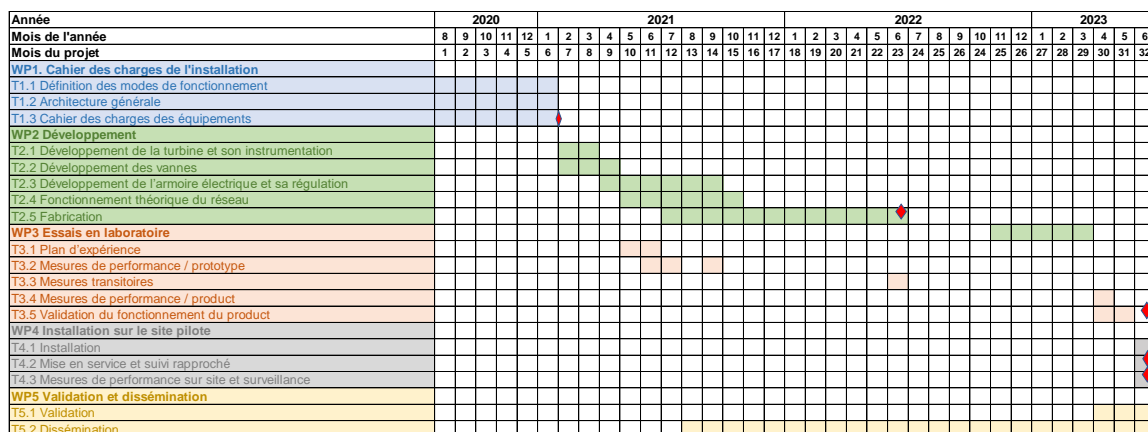 Année 2020 2021 2022 2023
Mois de l'année 8 9 10 11 12 1 2 3 4 5 6 7 8 9 10 11 12 1 2 3 4 5 6 7 8 9 10 11 12 1 2 3 4 5 6
Mois du projet 1 2 3 4 5 6 7 8 9 10 11 12 13 14 15 16 17 18 19 20 21 22 23 24 25 26 24 25 26 27 28 29 30 31 32
WP1. Cahier des charges de l'installation
T1.1 Définition des modes de fonctionnement
T1.2 Architecture générale
T1.3 Cahier des charges des équipements
WP2 Développement
T2.1 Développement de la turbine et son instrumentation
T2.2 Développement des vannes
T2.3 Développement de l'armoire électrique et sa régulation
T2.4 Fonctionnement théorique du réseau
T2.5 Fabrication
WP3 Essais en laboratoire
T3.1 Plan d'expérience
T3.2 Mesures de performance / prototype
T3.3 Mesures transitoires
T3.4 Mesures de performance / product
T3.5 Validation du fonctionnement du product
WP4 Installation sur le site pilote
T4.1 Installation
T4.2 Mise en service et suivi rapproché
T4.3 Mesures de performance sur site et surveillance
WP5 Validation et dissémination
T5.1 Validation
T5.2 Dissémination